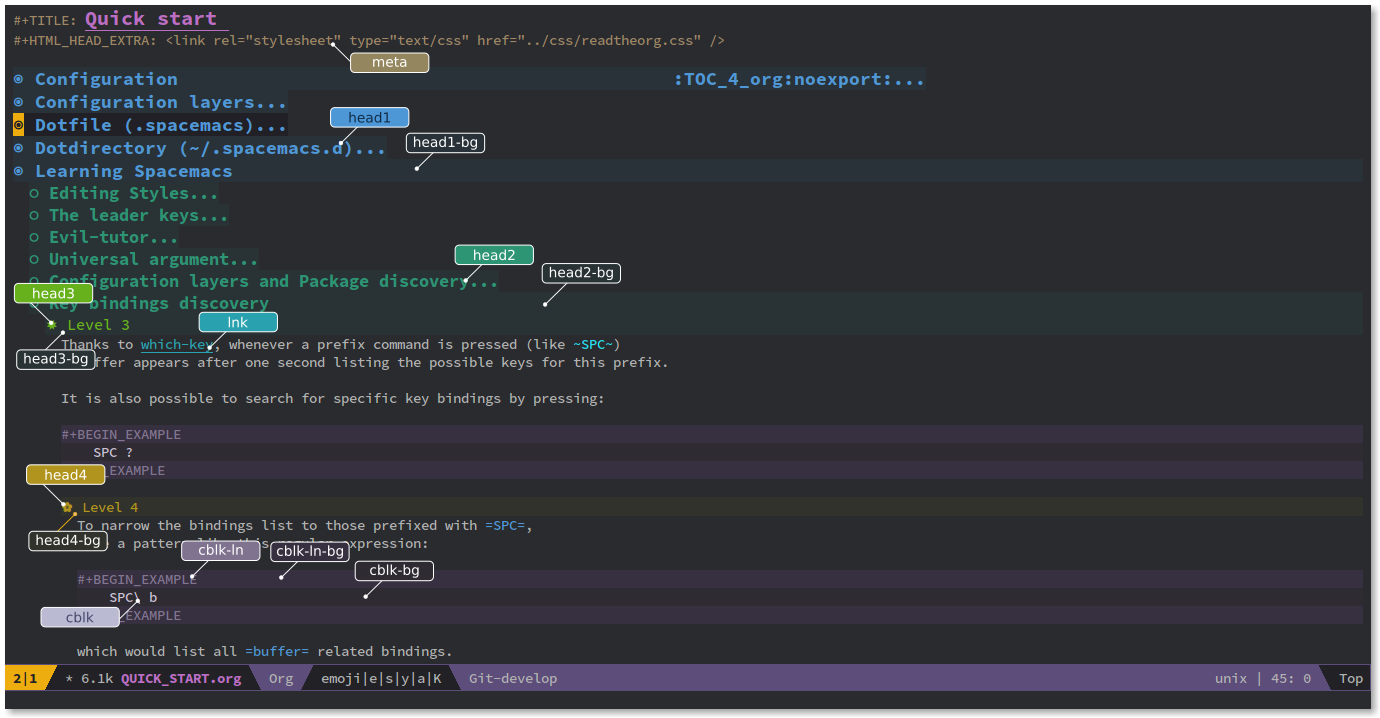 #+TITLE: Quick start
#+HTML_HEAD_EXTRA: <link rel="stylesheet" type="text/css" href="../css/readtheorg.css" />
meta
Configuration :TOC_4_org:noexport:...
Configuration layers...
head1
Dotfile (.spacemacs)...
head1-bg
Dotdirectory (~/.spacemacs.d)...
Learning Spacemacs
Editing Styles...
The leader keys...
Evil-tutor...
head2
Universal argument...
head2-bg
Configuration layers and Package discovery...
head3
Key bindings discovery
lnk
Level 3
Thanks to which-key, whenever a prefix command is pressed (like ~SPC~)
head3-bg
ffer appears after one second listing the possible keys for this prefix.
It is also possible to search for specific key bindings by pressing:
#+BEGIN_EXAMPLE
SPC ?
head4
_EXAMPLE
Level 4
To narrow the bindings list to those prefixed with =SPC=,
head4-bg
a pattern like this regular expression:
cblk-ln
cblk-ln-bg
cblk-bg
#+BEGIN_EXAMPLE
SPC\ b
cblk
_EXAMPLE
which would list all =buffer= related bindings.
2|1 * 6.1k QUICK_START.org Org emoji|e|s|y|a|K Git-develop unix | 45: 0 Top